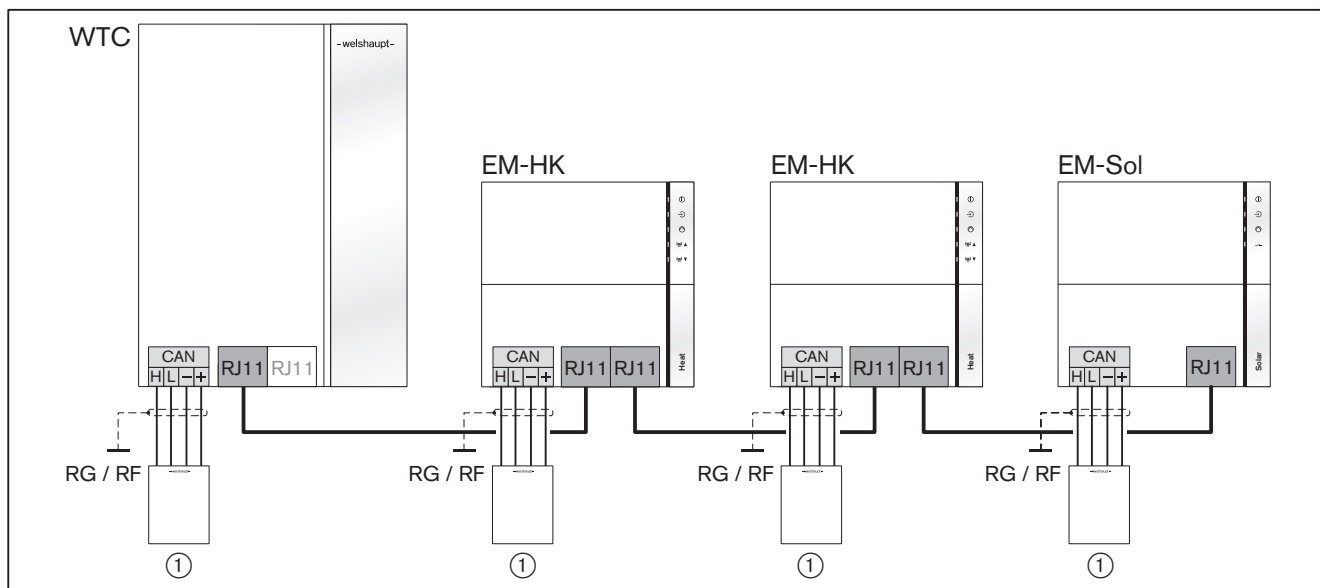 WTC
-welshaupt-
EM-HK
EM-HK
EM-Sol
CAN
H L - +
RJ11 RJ11
CAN
H L - +
RJ11 RJ11
Heat
CAN
H L - +
RJ11 RJ11
Heat
CAN
H L - +
RJ11
Solar
RG / RF
RG / RF
RG / RF
RG / RF
1
1
1
1